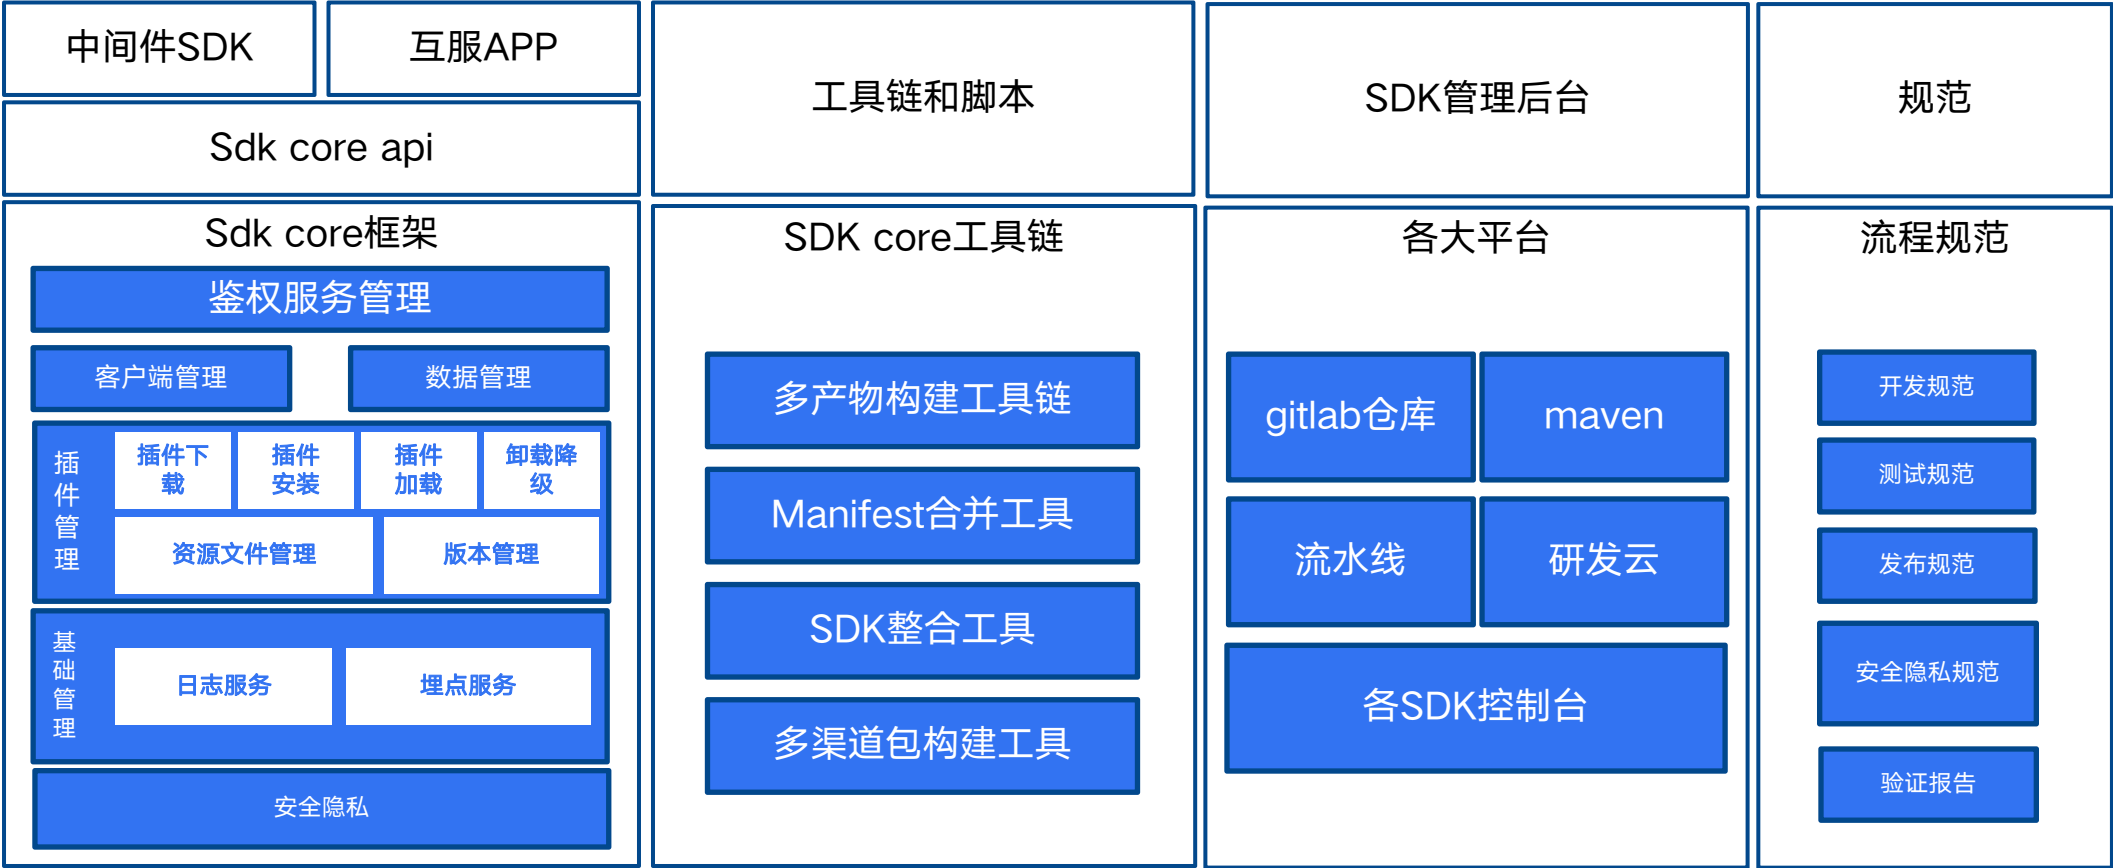 中间件SDK
互服APP
Sdk core api
工具链和脚本
SDK管理后台
规范
Sdk core框架
鉴权服务管理
客户端管理
数据管理
插
件
管
理
插件下
载
插件
安装
插件
加载
卸载降
级
资源文件管理
版本管理
基
础
管
理
日志服务
埋点服务
安全隐私
SDK core工具链
多产物构建工具链
Manifest合并工具
SDK整合工具
多渠道包构建工具
各大平台
gitlab仓库
maven
流水线
研发云
各SDK控制台
流程规范
开发规范
测试规范
发布规范
安全隐私规范
验证报告